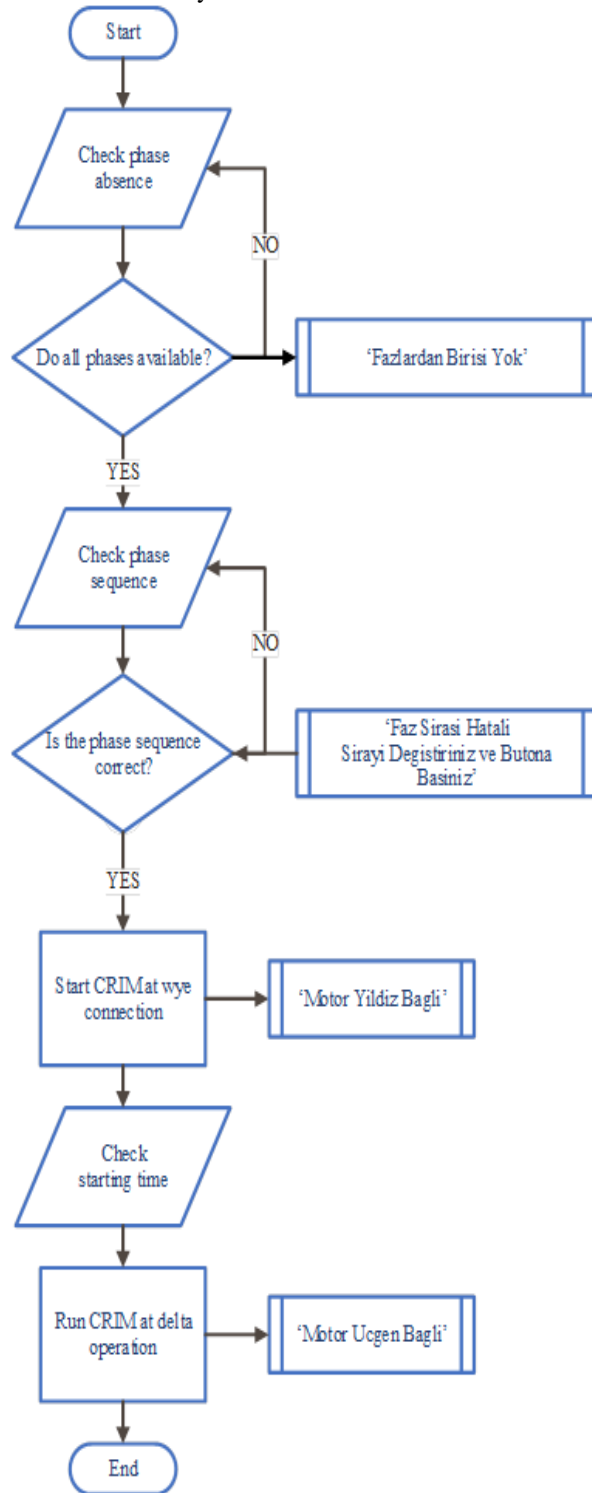 Start
Check phase
absence
NO
Do all phases available?
‘Fazlardan Birisi Yok’
YES
Check phase
sequence
NO
Is the phase sequence
correct?
‘Faz Sirasi Hatali
Sirayi Degistiriniz ve Butona
Basiniz’
YES
Start CRIM at wye
connection
‘Motor Yildiz Bagli’
Check
starting time
Run CRIM at delta
operation
‘Motor Ucgen Bagli’
End